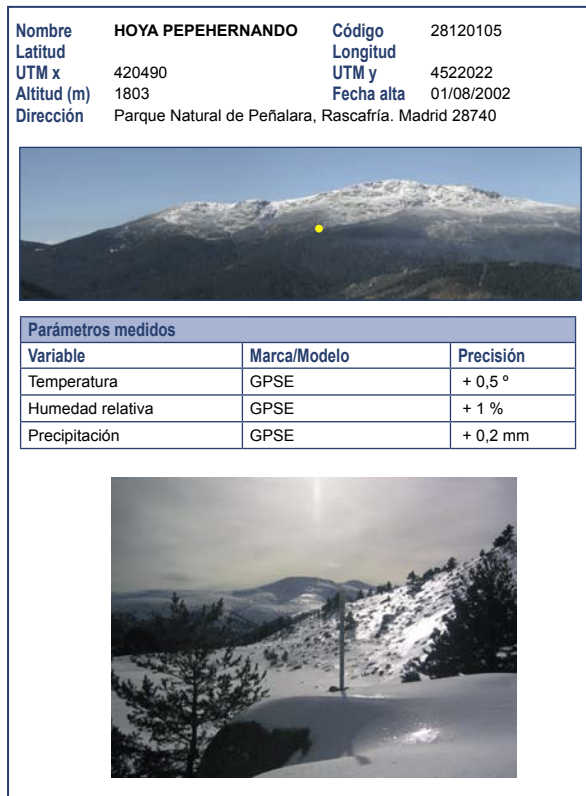 Nombre HOYA PEPEHERNANDO Código 28120105
Latitud Longitud
UTM x 420490 UTM y 4522022
Altitud (m) 1803 Fecha alta 01/08/2002
Dirección Parque Natural de Peñalara, Rascafría. Madrid 28740
Parámetros medidos
Variable Marca/Modelo Precisión
Temperatura GPSE + 0,5 º
Humedad relativa GPSE + 1 %
Precipitación GPSE + 0,2 mm